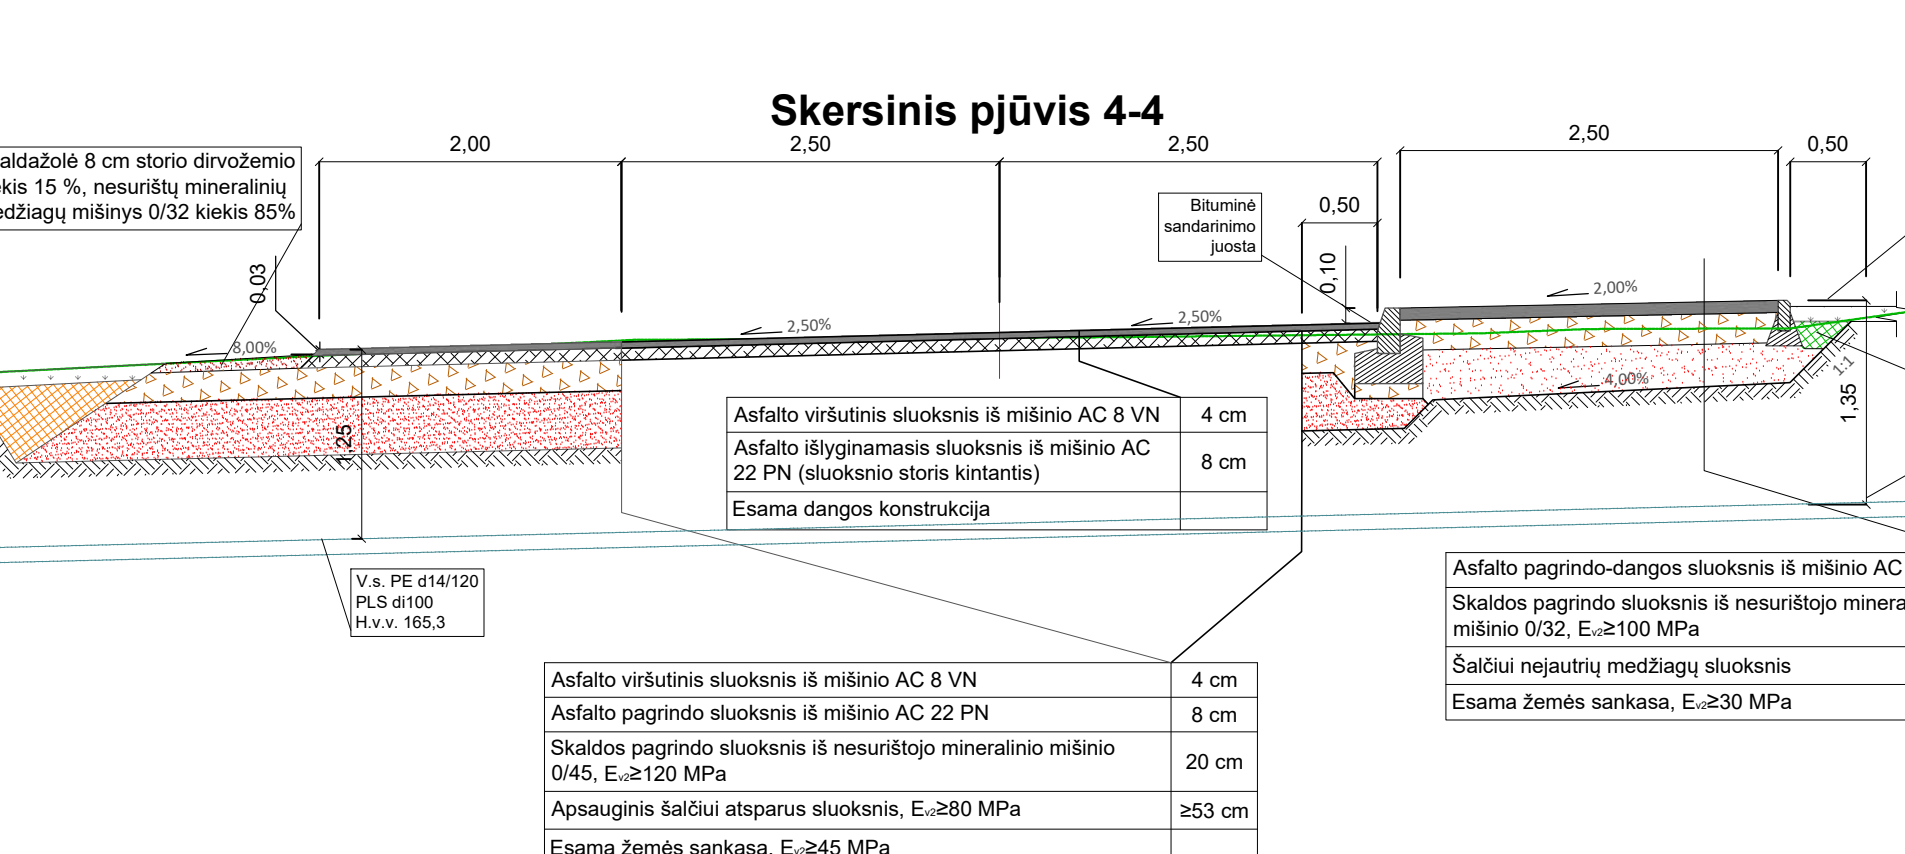 Skersinis pjūvis 4-4
2,00
2,50
2,50
2,50
0,50
aldažolė 8 cm storio dirvožemio
kis 15 %, nesurištų mineralinių
edžiagų mišinys 0/32 kiekis 85%
Bituminė
sandarinimo
juosta
0,50
0,03
0,10
8,00%
2,50%
2,50%
2,00%
4,00%
1:1
1,25
1,35
Asfalto viršutinis sluoksnis iš mišinio AC 8 VN 4 cm
Asfalto išlyginamasis sluoksnis iš mišinio AC
22 PN (sluoksnio storis kintantis) 8 cm
Esama dangos konstrukcija
V.s. PE d14/120
PLS di100
H.v.v. 165,3
Asfalto pagrindo-dangos sluoksnis iš mišinio AC
Skaldos pagrindo sluoksnis iš nesurištojo minera
mišinio 0/32, Ev2≥100 MPa
Šalčiui nejautrių medžiagų sluoksnis
Esama žemės sankasa, Ev2≥30 MPa
Asfalto viršutinis sluoksnis iš mišinio AC 8 VN 4 cm
Asfalto pagrindo sluoksnis iš mišinio AC 22 PN 8 cm
Skaldos pagrindo sluoksnis iš nesurištojo mineralinio mišinio
0/45, Ev2≥120 MPa 20 cm
Apsauginis šalčiui atsparus sluoksnis, Ev2≥80 MPa ≥53 cm
Esama žemės sankasa, Ev2≥45 MPa